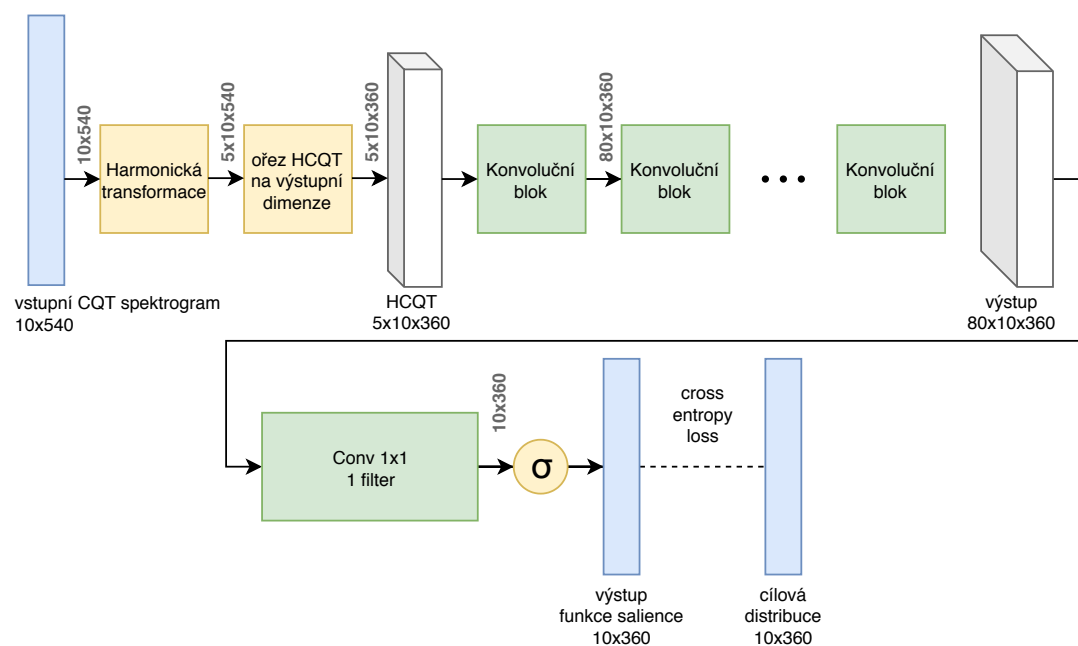 10x540
Harmonická
transformace
5x10x540
ořez HCQT
na výstupní
dimenze
5x10x360
Konvoluční
blok
80x10x360
Konvoluční
blok
Konvoluční
blok
vstupní CQT spektrogram
10x540
HCQT
5x10x360
výstup
80x10x360
Conv 1x1
1 filter
10x360
σ
cross
entropy
loss
výstup
funkce salience
10x360
cílová
distribuce
10x360